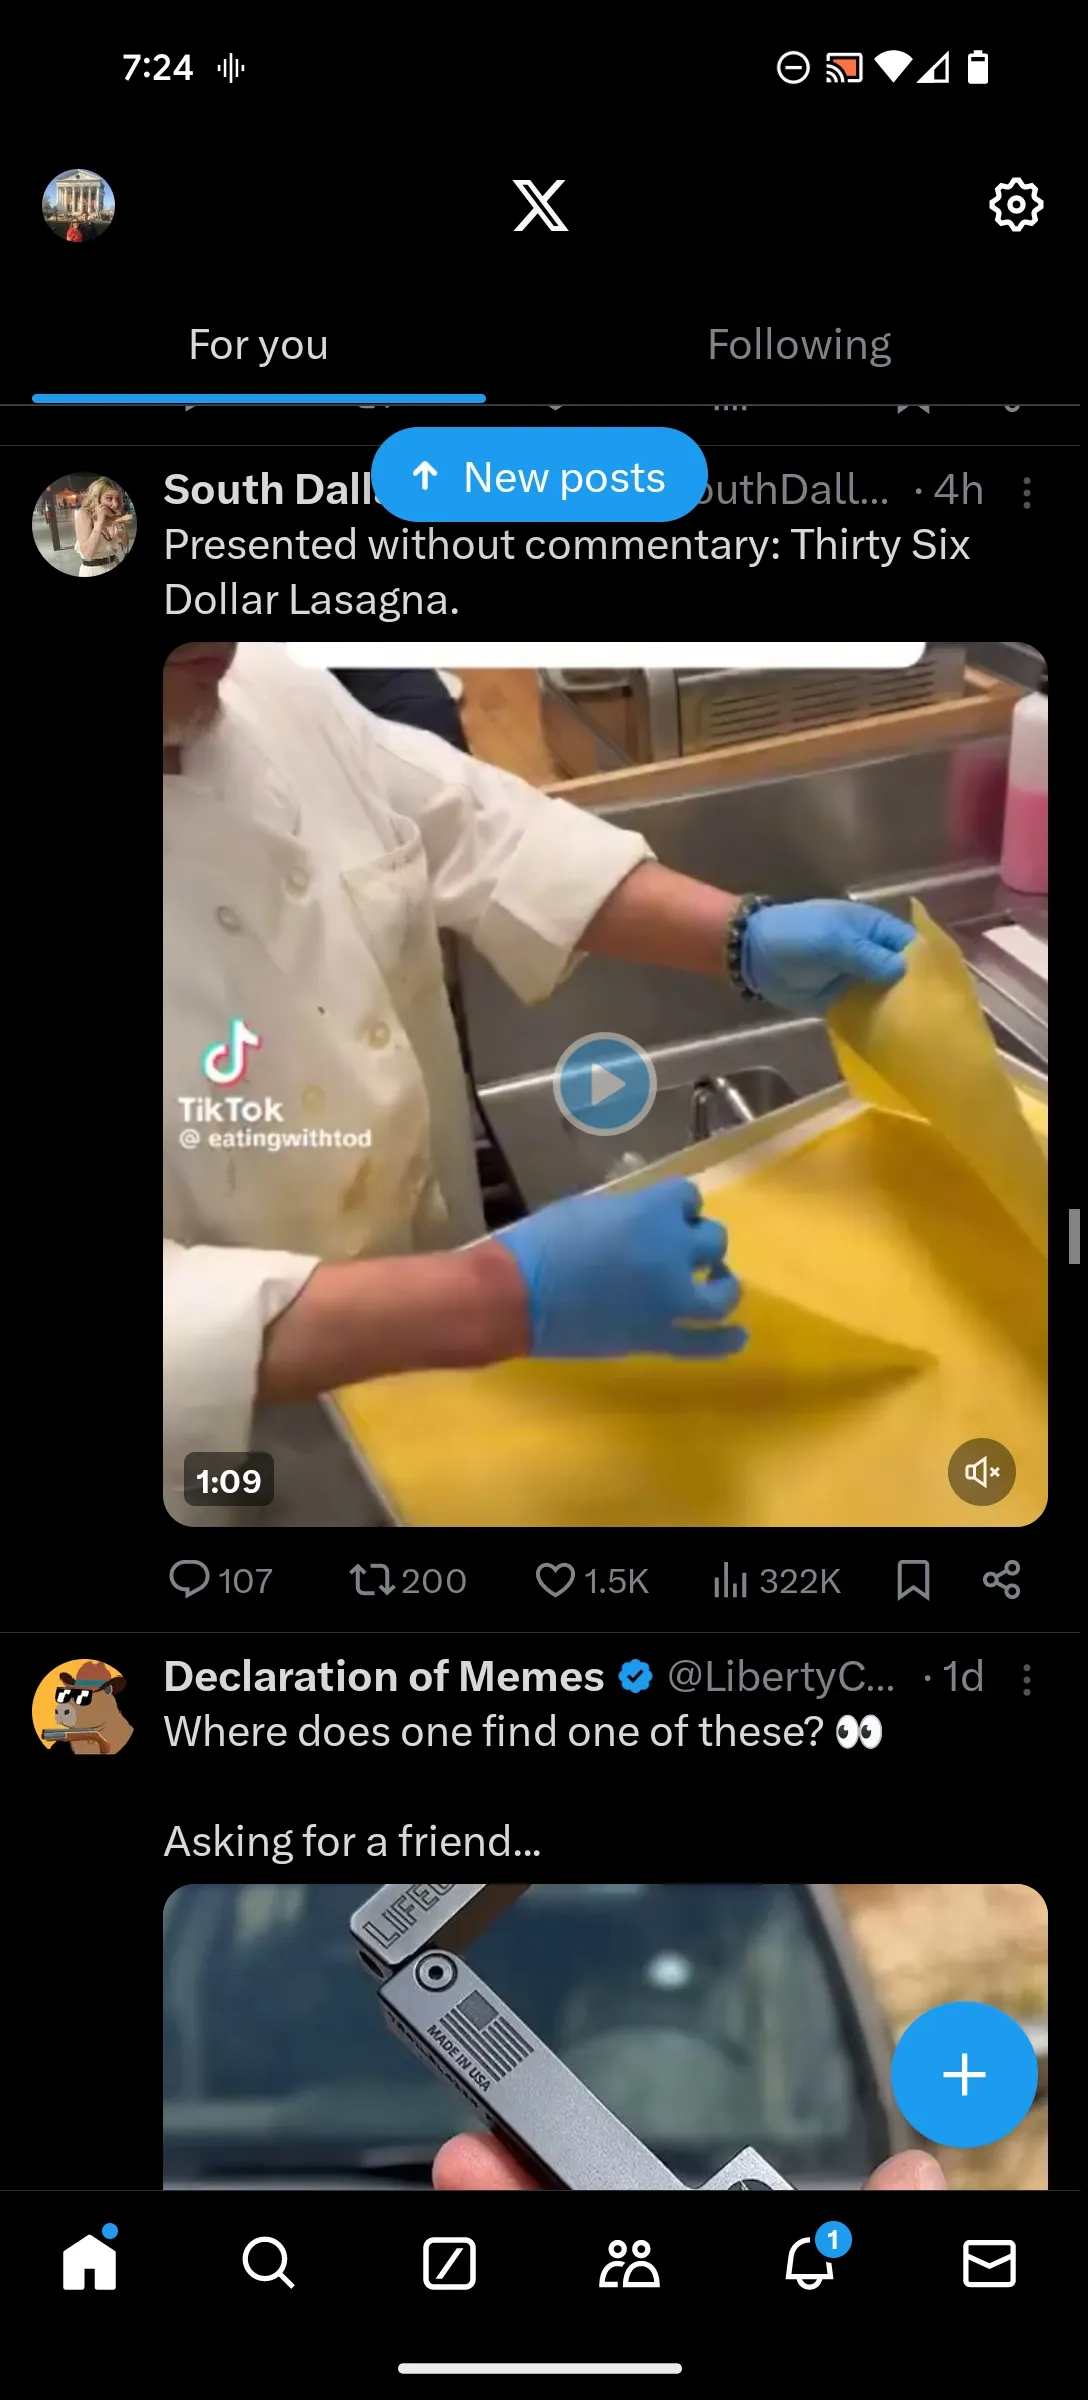 7:24
For you
Following
New posts
South Dall
outhDall... · 4h
Presented without commentary: Thirty Six
Dollar Lasagna.
TikTok
@ eatingwithtod
1:09
107
200
1.5K
322K
Declaration of Memes @LibertyC... · 1d
Where does one find one of these? 👀
Asking for a friend...
MADE IN USA
1